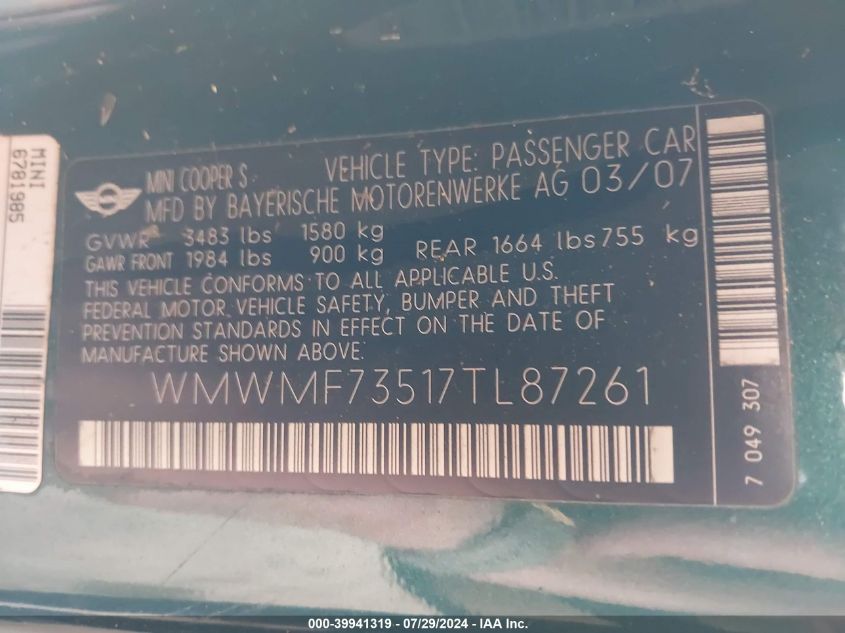 MINI
6781985
MINI COOPER S VEHICLE TYPE: PASSENGER CAR
MFD BY BAYERISCHE MOTORENWERKE AG 03/07
GVWR 3483 lbs 1580 kg
GAWR FRONT 1984 lbs 900 kg REAR 1664 lbs 755 kg
THIS VEHICLE CONFORMS TO ALL APPLICABLE U.S.
FEDERAL MOTOR VEHICLE SAFETY, BUMPER AND THEFT
PREVENTION STANDARDS IN EFFECT ON THE DATE OF
MANUFACTURE SHOWN ABOVE:
WMWMF73517TL87261
7 049 307
000-39941319 | 07/29/2024 - IAA Inc.